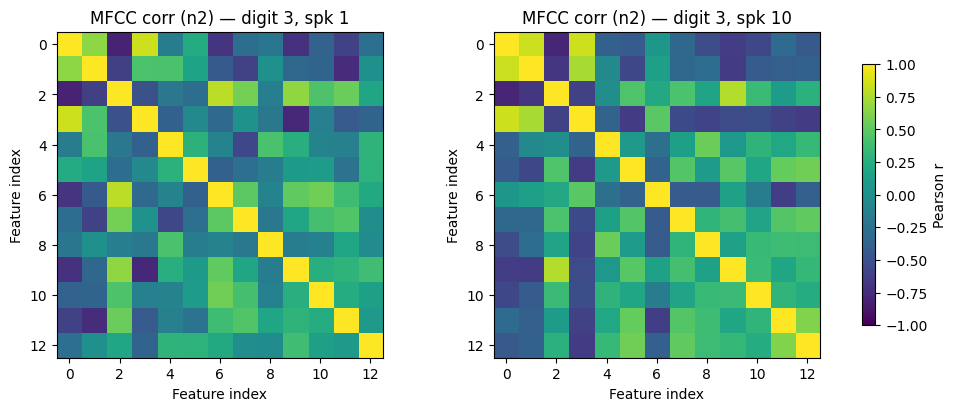 MFCC corr (n2) — digit 3, spk 1
0
2
4
6
8
10
12
Feature index
0 2 4 6 8 10 12
Feature index
MFCC corr (n2) — digit 3, spk 10
0
2
4
6
8
10
12
Feature index
0 2 4 6 8 10 12
Feature index
1.00
0.75
0.50
0.25
0.00
−0.25
−0.50
−0.75
−1.00
Pearson r